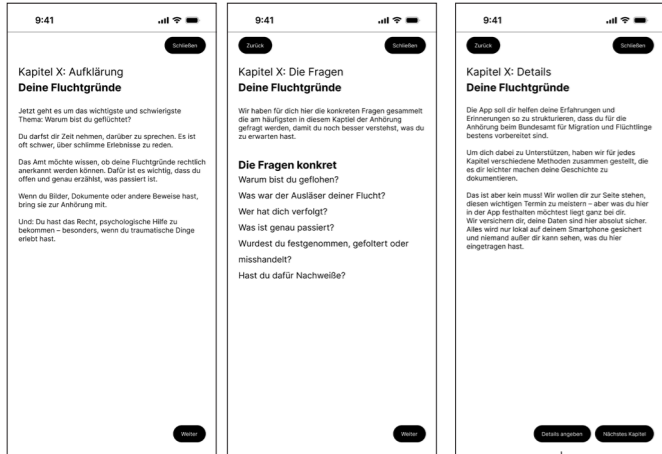 9:41
Schließen
Kapitel X: Aufklärung
Deine Fluchtgründe
Jetzt geht es um das wichtigste und schwierigste
Thema: Warum bist du geflüchtet?
Du darfst dir Zeit nehmen, darüber zu sprechen. Es ist
oft schwer, über schlimme Erlebnisse zu reden.
Das Amt möchte wissen, ob deine Fluchtgründe rechtlich
anerkannt werden können. Dafür ist es wichtig, dass du
offen und genau erzählst, was passiert ist.
Wenn du Bilder, Dokumente oder andere Beweise hast,
bring sie zur Anhörung mit.
Und: Du hast das Recht, psychologische Hilfe zu
bekommen – besonders, wenn du traumatische Dinge
erlebt hast.
Weiter
9:41
Zurück
Schließen
Kapitel X: Die Fragen
Deine Fluchtgründe
Wir haben für dich hier die konkreten Fragen gesammelt
die am häufigsten in diesem Kaptiel der Anhörung
gefragt werden, damit du noch besser verstehst, was du
zu erwarten hast.
Die Fragen konkret
Warum bist du geflohen?
Was war der Auslöser deiner Flucht?
Wer hat dich verfolgt?
Was ist genau passiert?
Wurdest du festgenommen, gefoltert oder
misshandelt?
Hast du dafür Nachweiße?
Weiter
9:41
Zurück
Schließen
Kapitel X: Details
Deine Fluchtgründe
Die App soll dir helfen deine Erfahrungen und
Erinnerungen so zu strukturieren, dass du für die
Anhörung beim Bundesamt für Migration und Flüchtlinge
bestens vorbereitet sind.
Um dich dabei zu Unterstützen, haben wir für jedes
Kapitel verschiedene Methoden zusammen gestellt, die
es dir leichter machen deine Geschichte zu
dokumentieren.
Das ist aber kein muss! Wir wollen dir zur Seite stehen,
diesen wichtigen Termin zu meistern – aber was du hier
in der App festhalten möchtest liegt ganz bei dir.
Wir versichern dir, deine Daten sind hier absolut sicher.
Alles wird nur lokal auf deinem Smartphone gesichert
und niemand außer dir kann sehen, was du hier
eingetragen hast.
Details angeben
Nächstes Kapitel